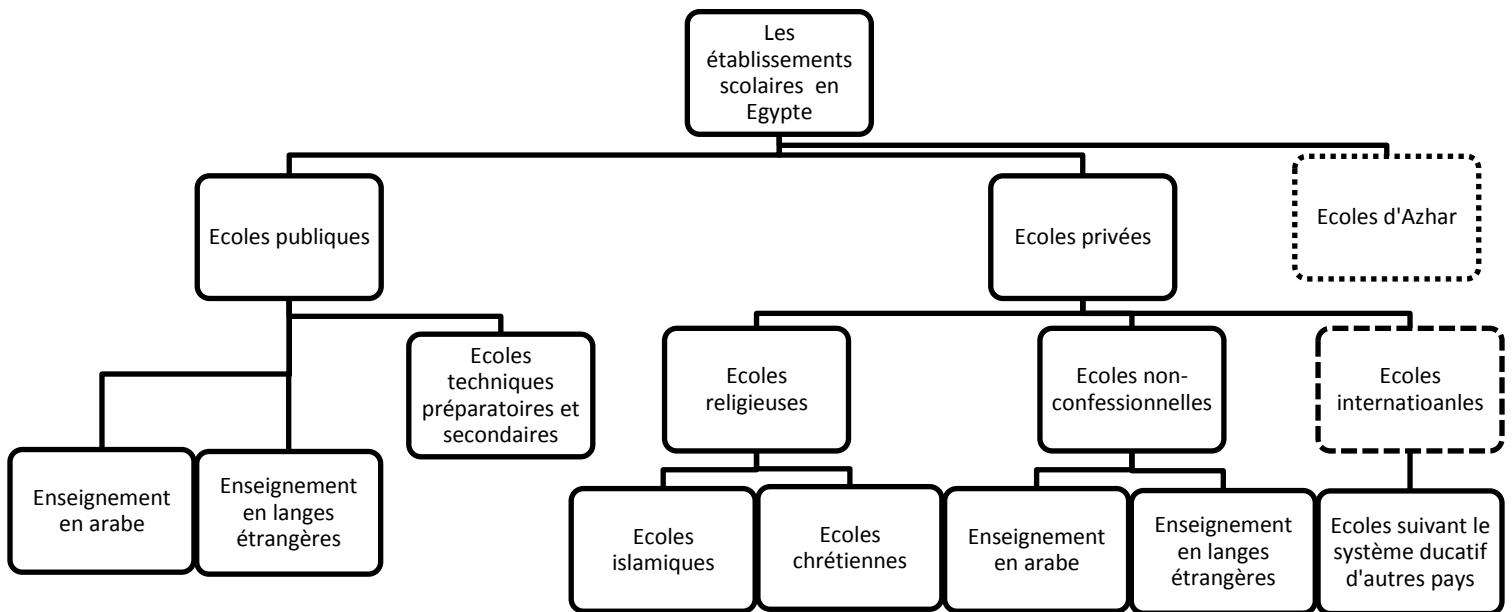 Les
établissements
scolaires en
Egypte
Ecoles publiques
Ecoles privées
Ecoles d'Azhar
Ecoles
techniques
préparatoires et
secondaires
Ecoles
religieuses
Ecoles non-
confessionnelles
Ecoles
internatioanles
Enseignement
en arabe
Enseignement
en langes
étrangères
Ecoles
islamiques
Ecoles
chrétiennes
Enseignement
en arabe
Enseignement
en langes
étrangères
Ecoles suivant le
système ducatif
d'autres pays